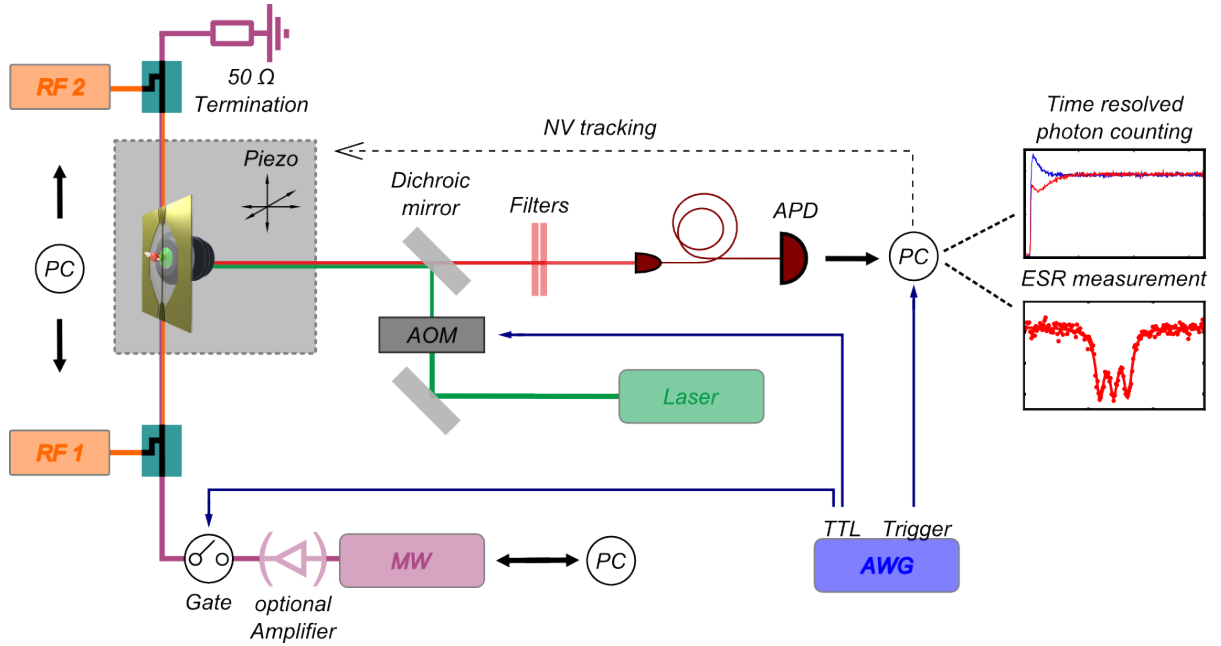 50 Ω
Termination
RF 2
Piezo
NV tracking
Dichroic
mirror
Filters
APD
PC
Time resolved
photon counting
PC
ESR measurement
AOM
Laser
RF 1
TTL
Trigger
AWG
MW
PC
Gate
optional
Amplifier